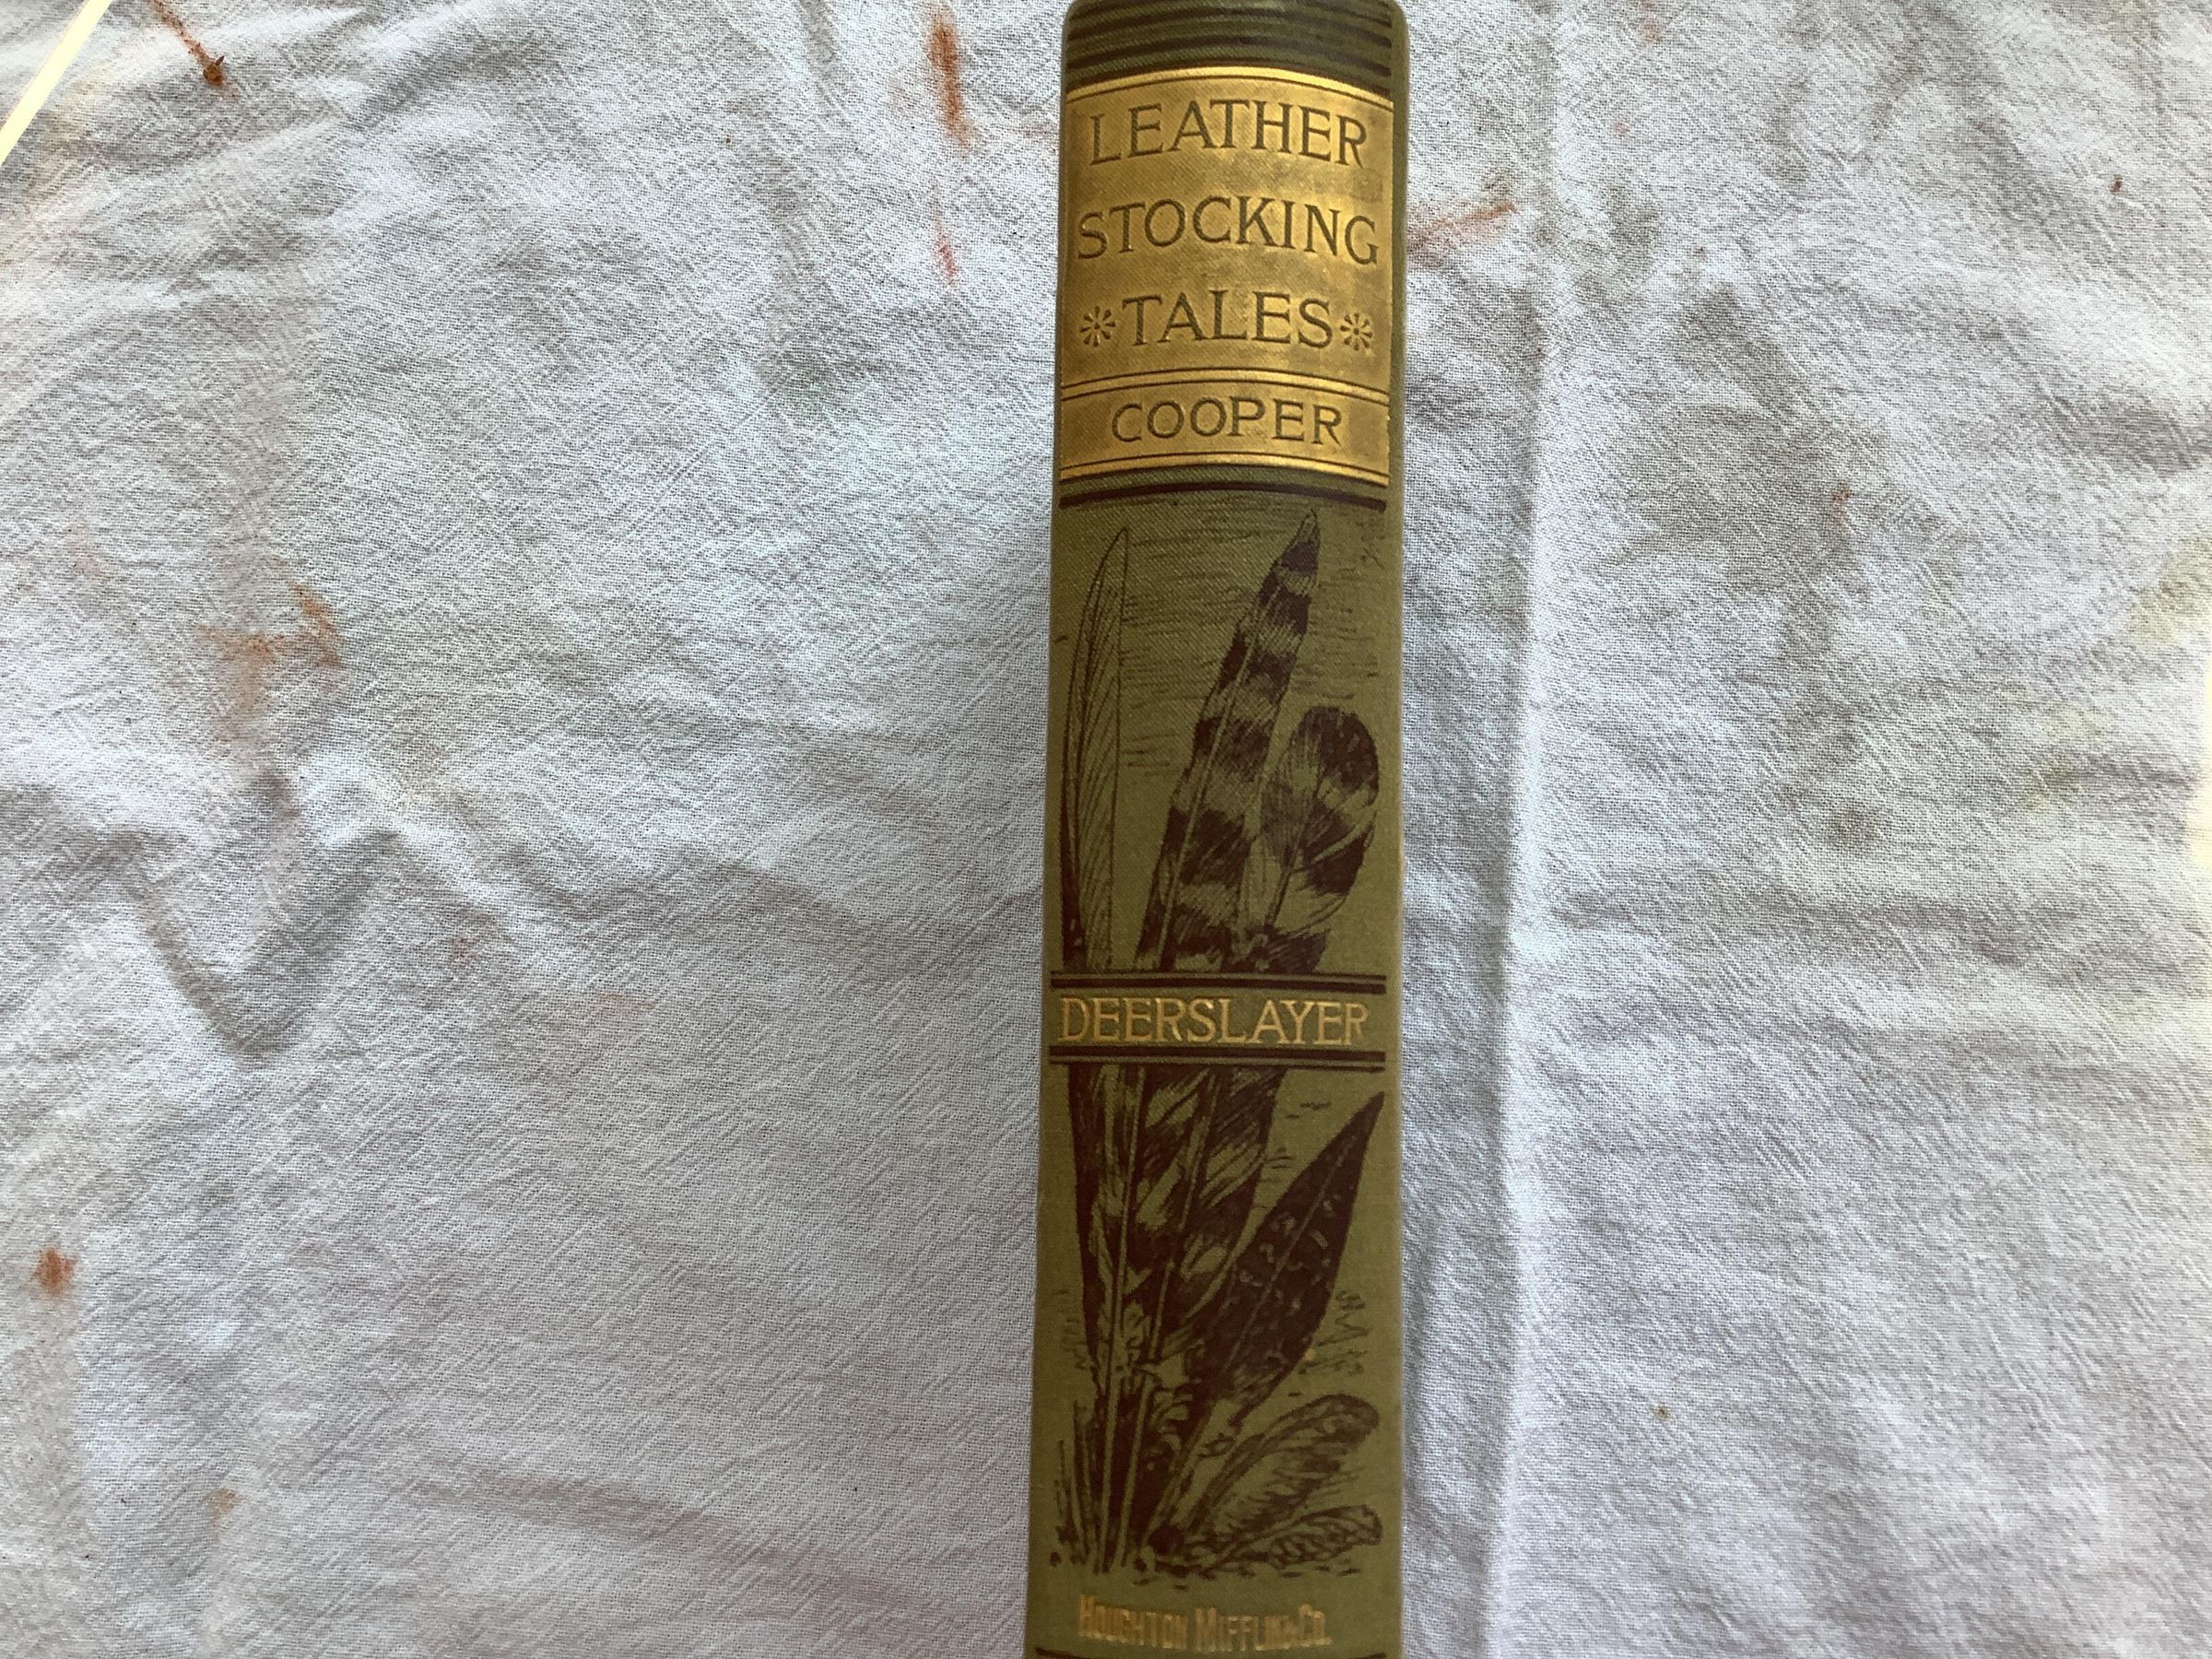 LEATHER
STOCKING
TALES
COOPER
DEERSLAYER
HOUGHTON MIFFLIN & CO.